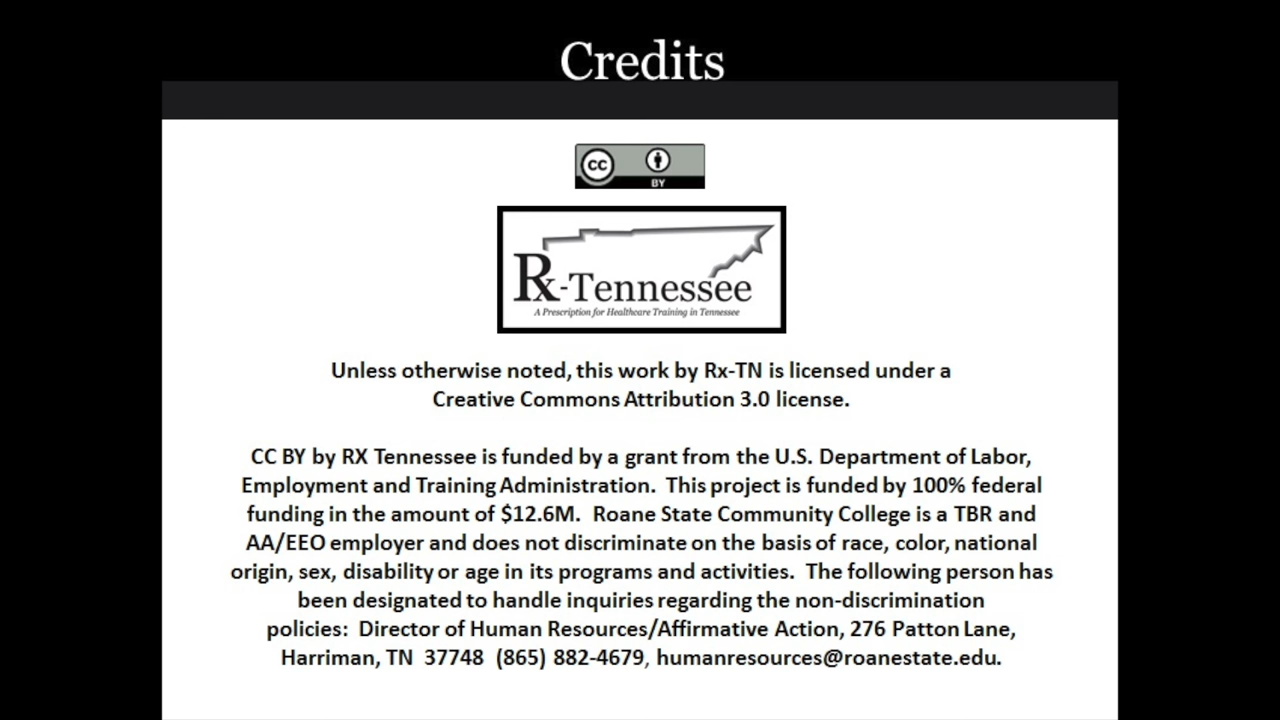 Credits
CC
BY
Rx-Tennessee
A Prescription for Healthcare Training in Tennessee
Unless otherwise noted, this work by Rx-TN is licensed under a
Creative Commons Attribution 3.0 license.
CC BY by RX Tennessee is funded by a grant from the U.S. Department of Labor,
Employment and Training Administration. This project is funded by 100% federal
funding in the amount of $12.6M. Roane State Community College is a TBR and
AA/EEO employer and does not discriminate on the basis of race, color, national
origin, sex, disability or age in its programs and activities. The following person has
been designated to handle inquiries regarding the non-discrimination
policies: Director of Human Resources/Affirmative Action, 276 Patton Lane,
Harriman, TN 37748 (865) 882-4679, humanresources@roanestate.edu.